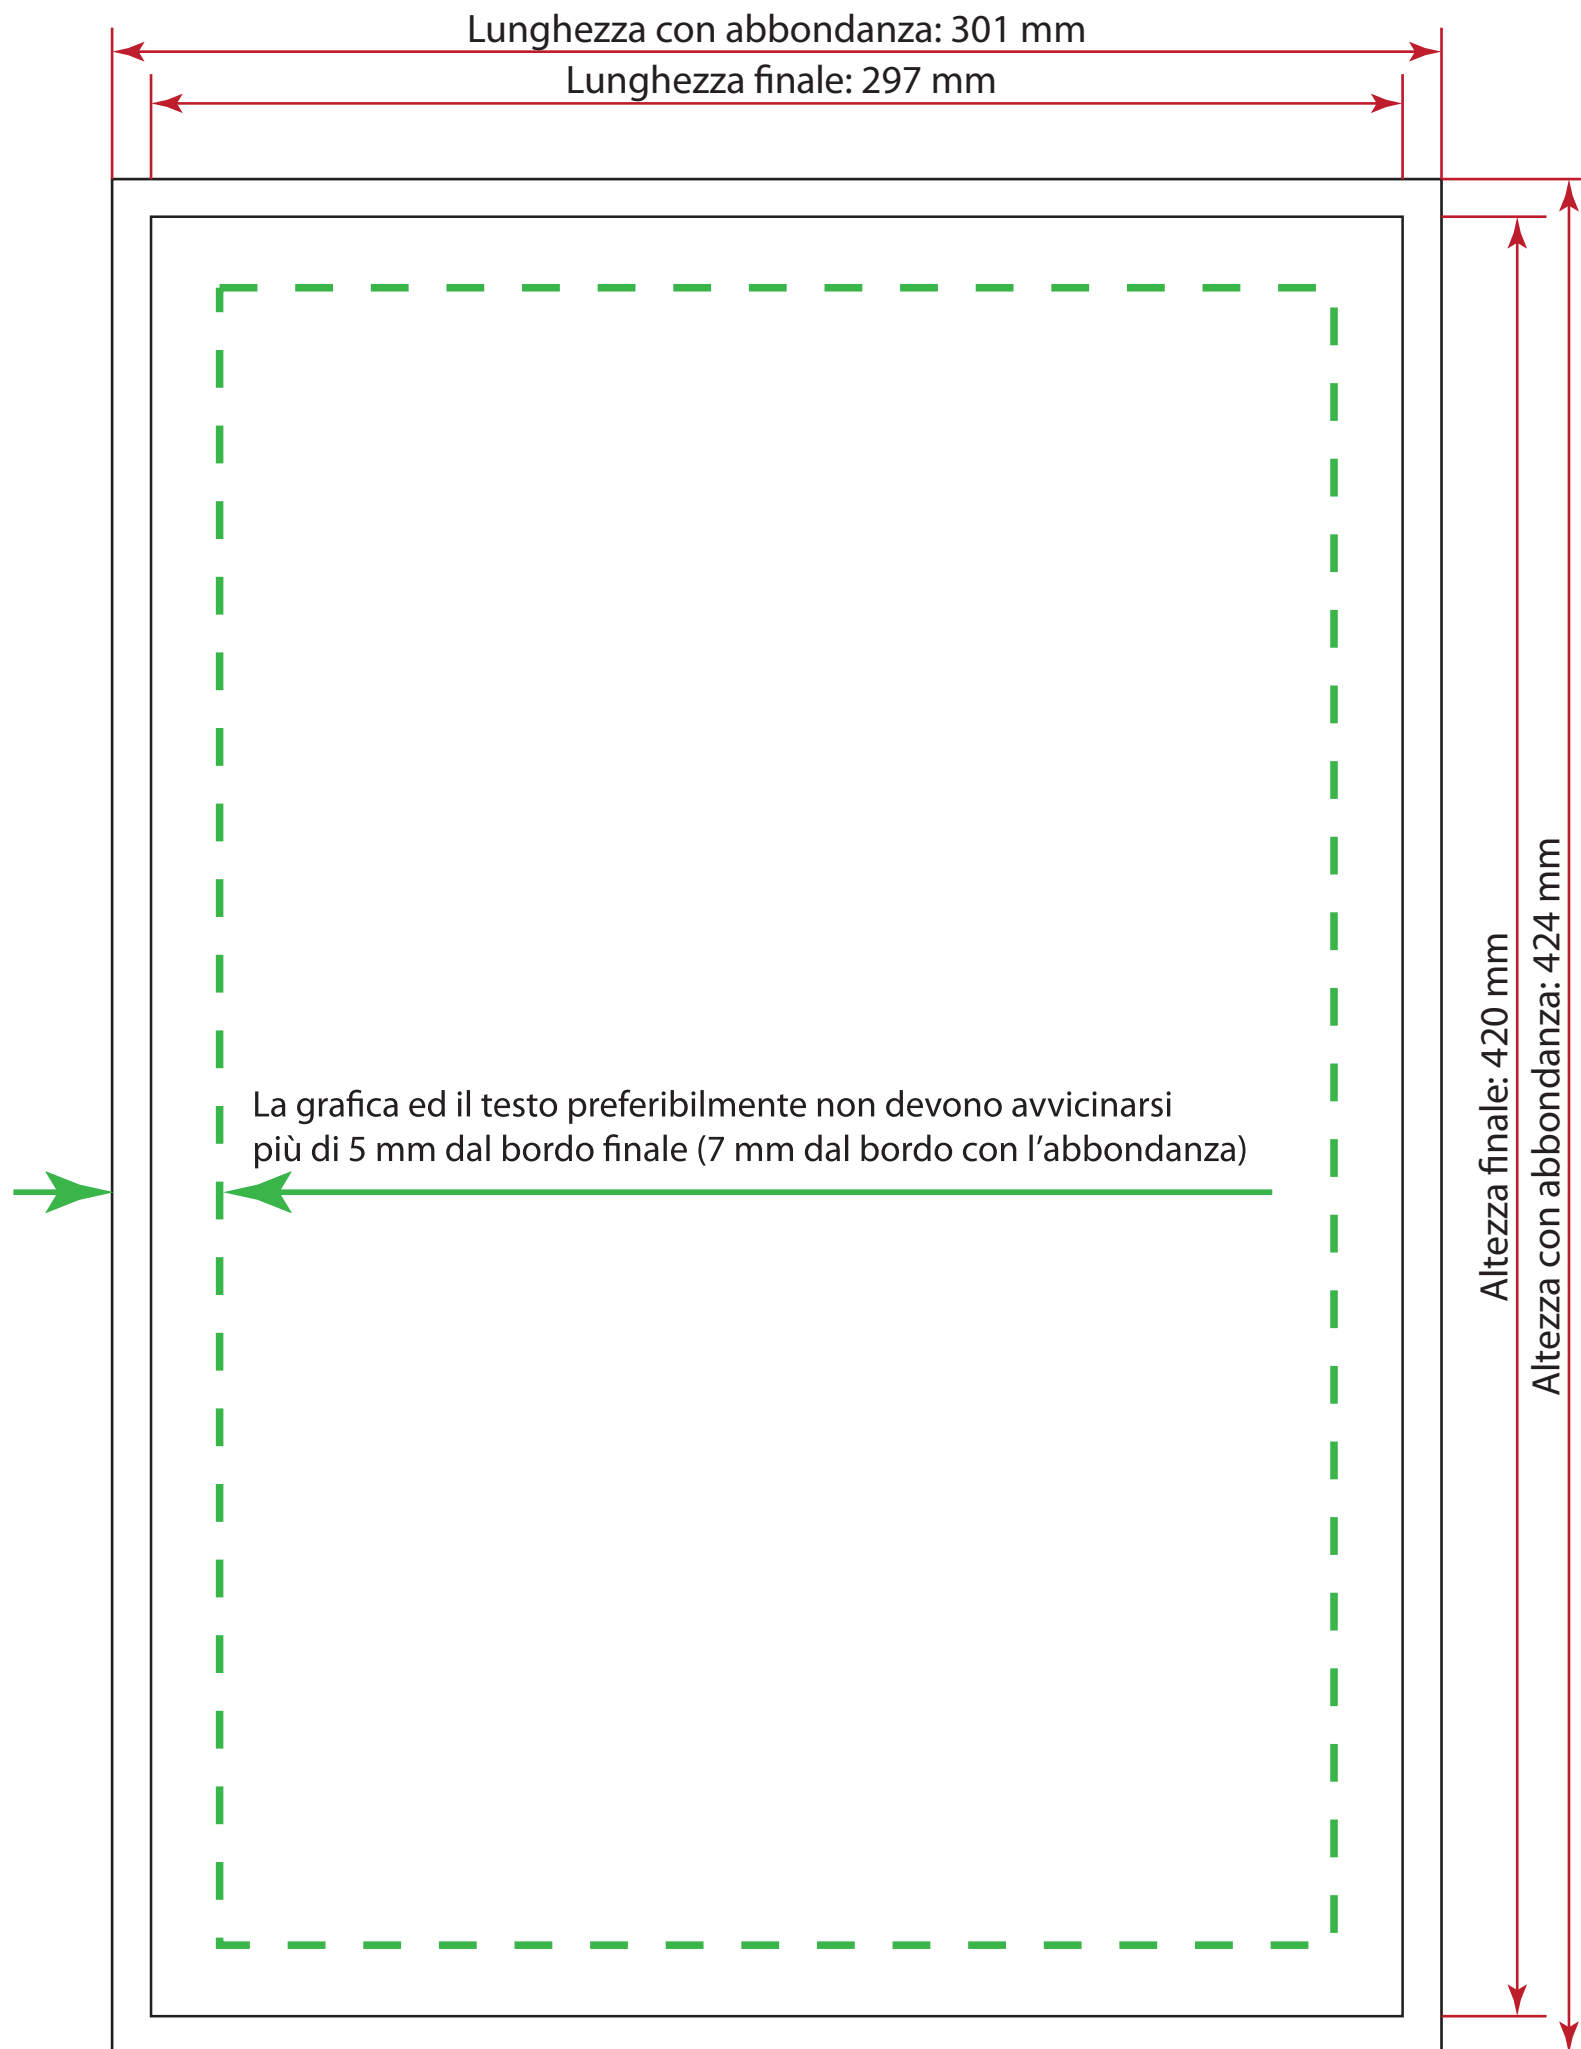 Lunghezza con abbondanza: 301 mm
Lunghezza finale: 297 mm
La grafica ed il testo preferibilmente non devono avvicinarsi
più di 5 mm dal bordo finale (7 mm dal bordo con l’abbondanza)
Altezza finale: 420 mm
Altezza con abbondanza: 424 mm